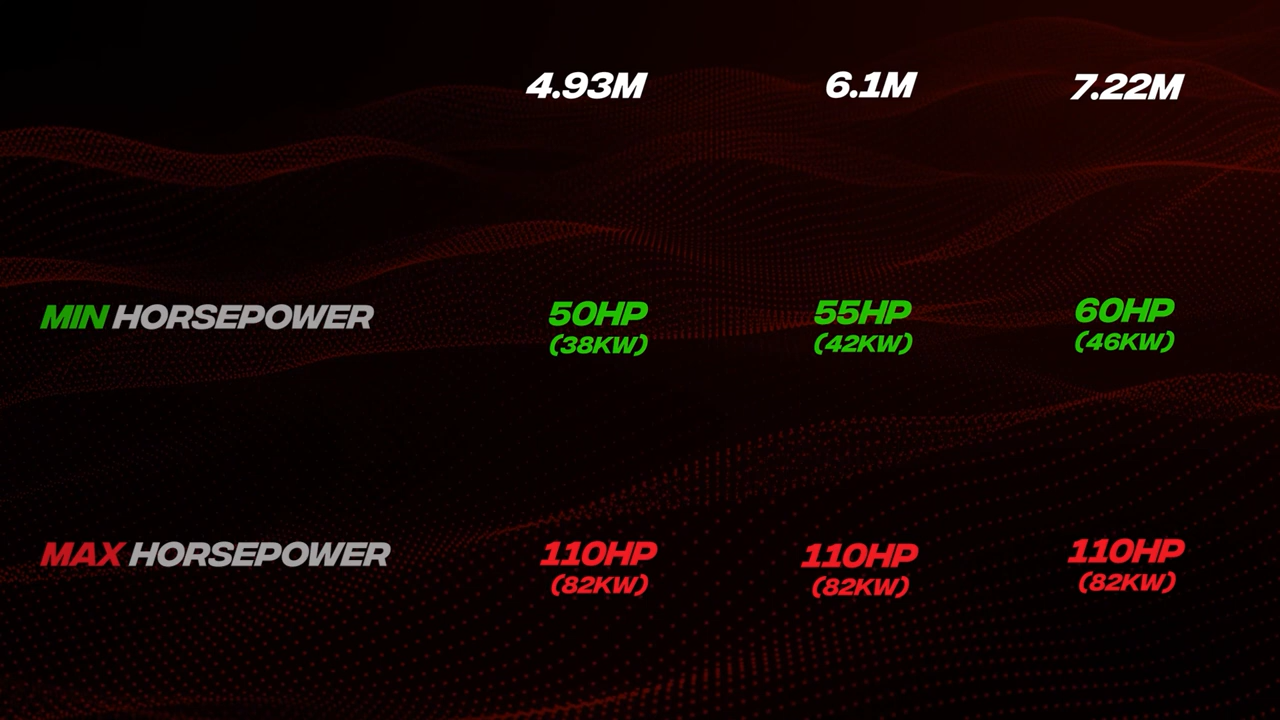 4.93M 6.1M 7.22M
MIN HORSEPOWER 50HP 55HP 60HP
(38KW) (42KW) (46KW)
MAX HORSEPOWER 110HP 110HP 110HP
(82KW) (82KW) (82KW)